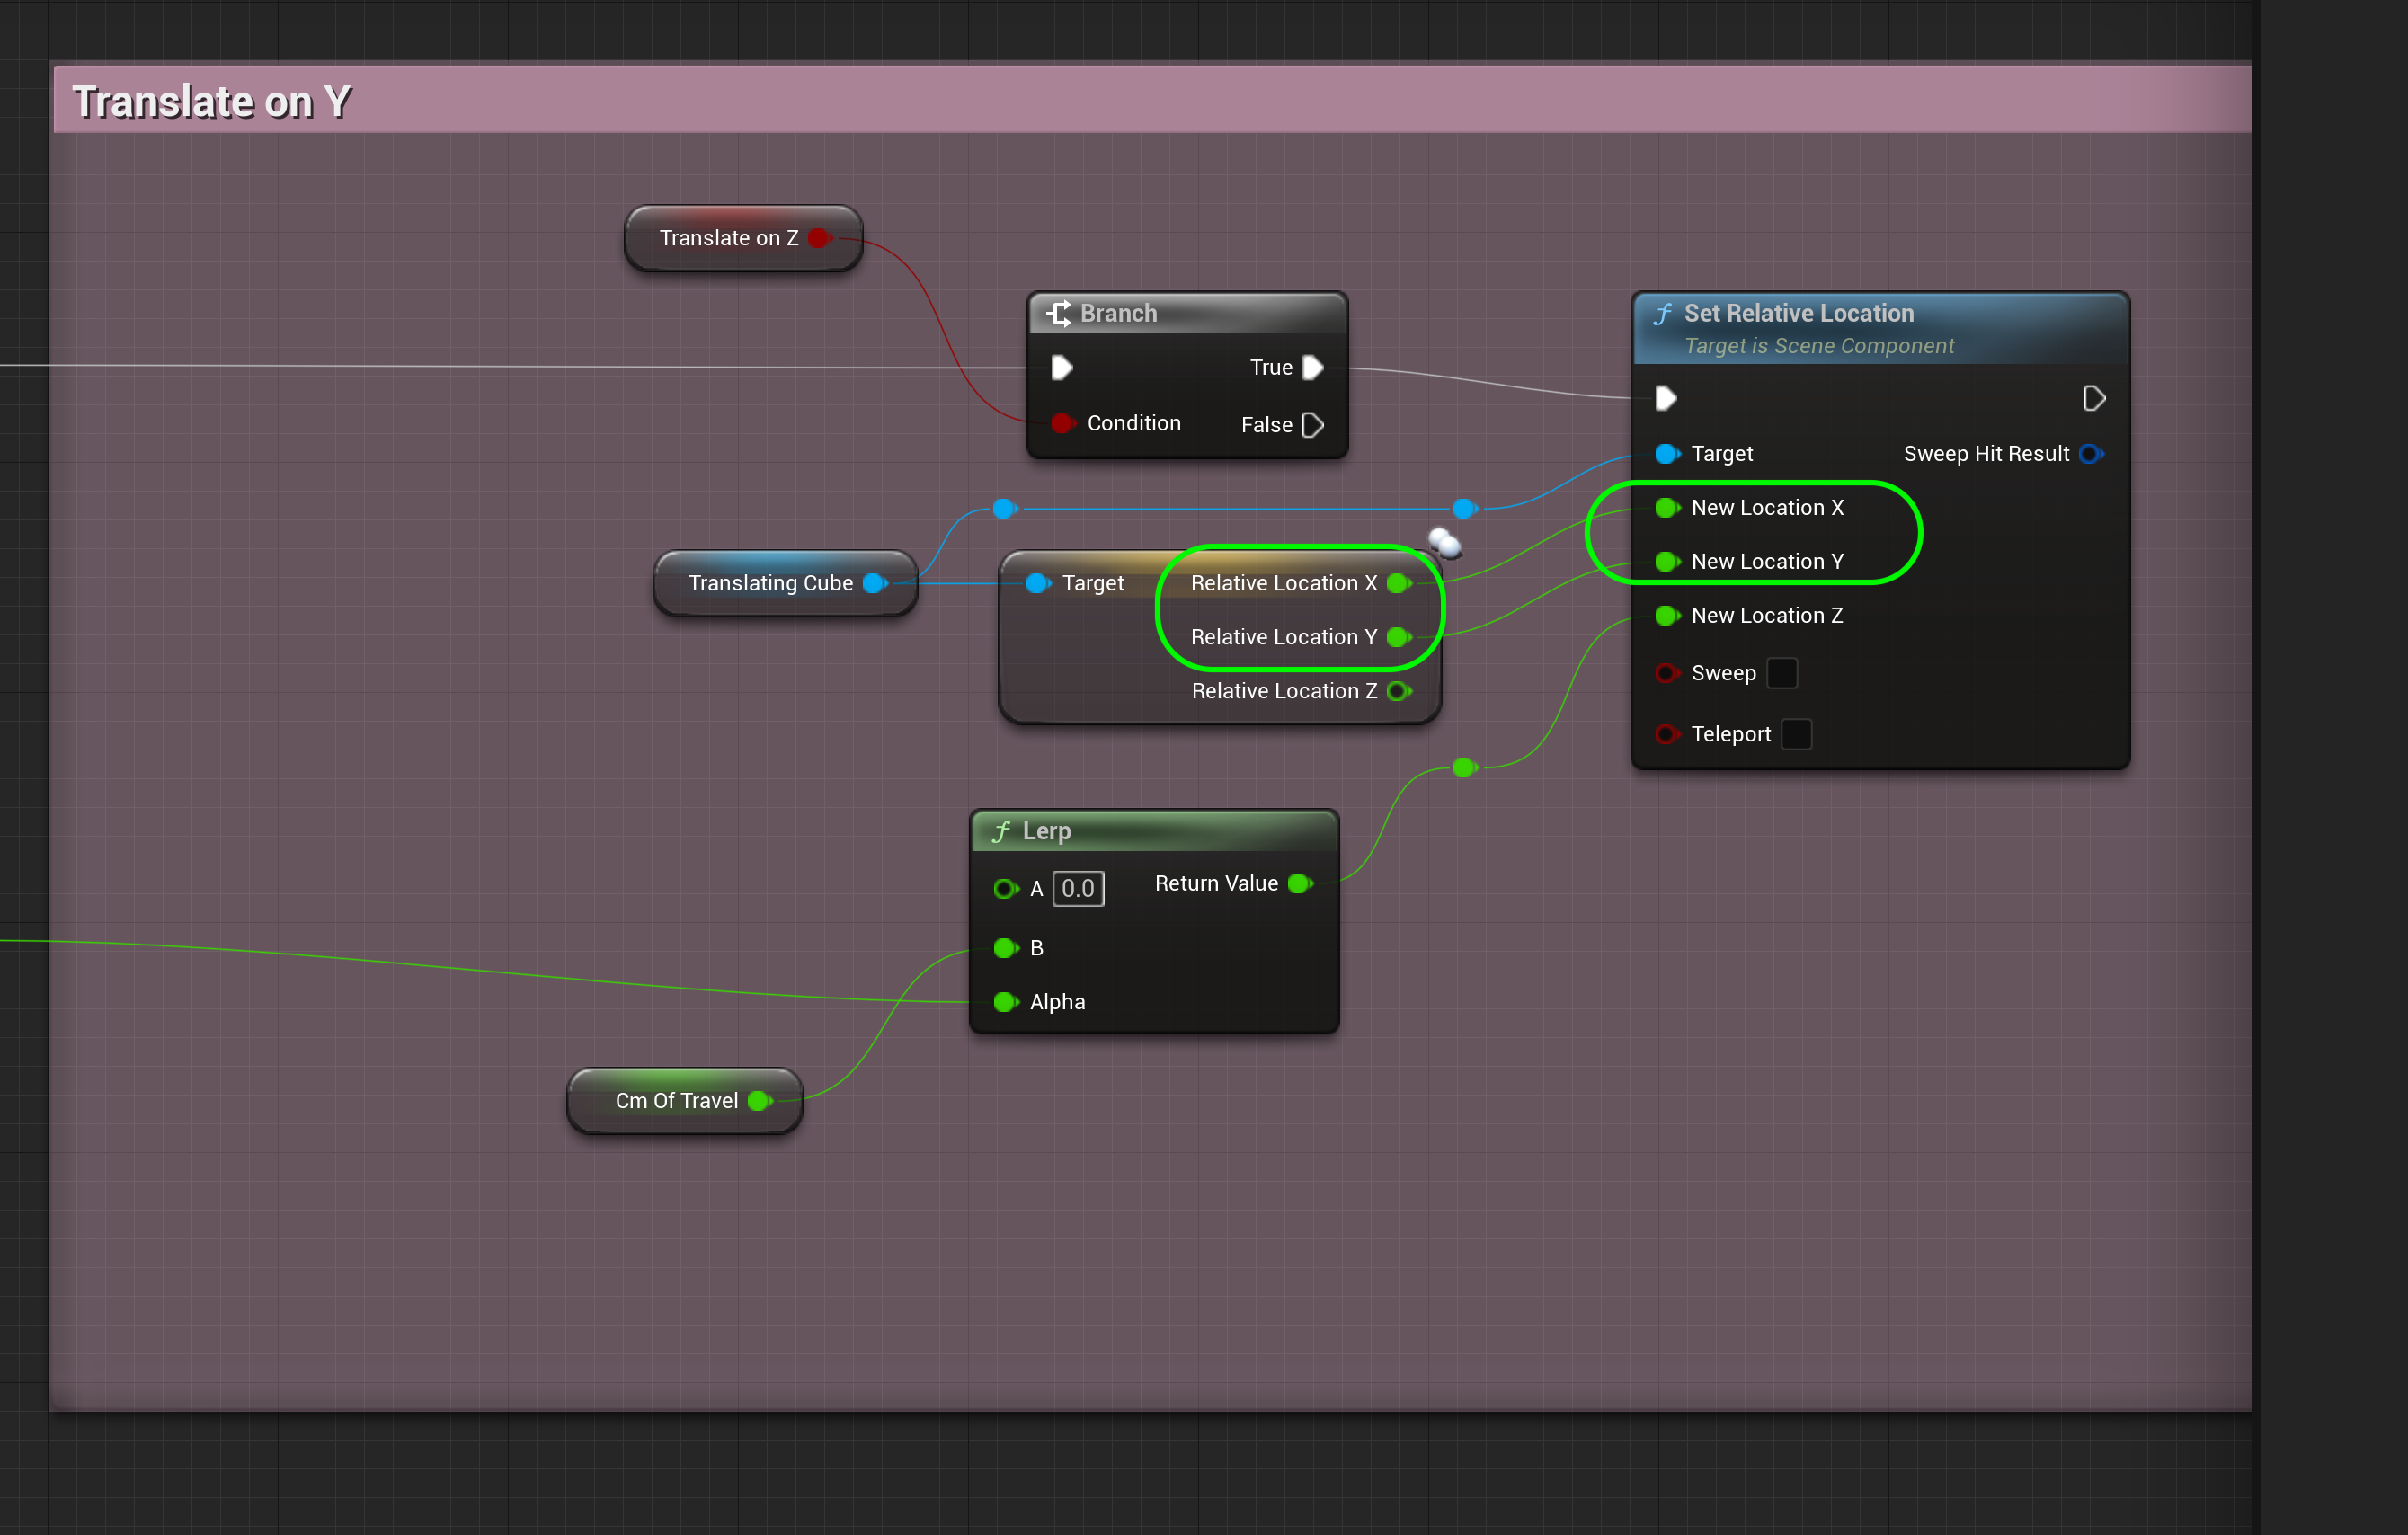 Translate on Y
Translate on Z
Branch
True
Condition
False
Set Relative Location
Target is Scene Component
Target
Sweep Hit Result
New Location X
New Location Y
New Location Z
Sweep
Teleport
Translating Cube
Target
Relative Location X
Relative Location Y
Relative Location Z
f Lerp
A 0.0
Return Value
B
Alpha
Cm Of Travel